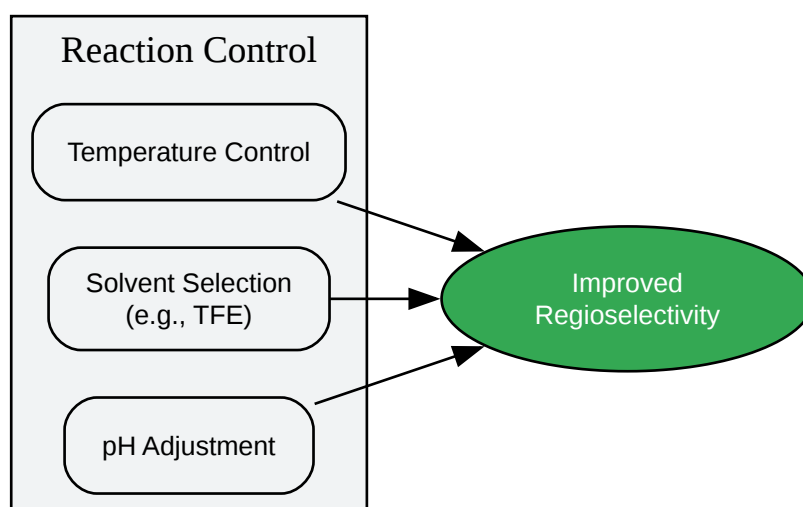 Reaction Control
Temperature Control
Solvent Selection
(e.g., TFE)
pH Adjustment
Improved
Regioselectivity